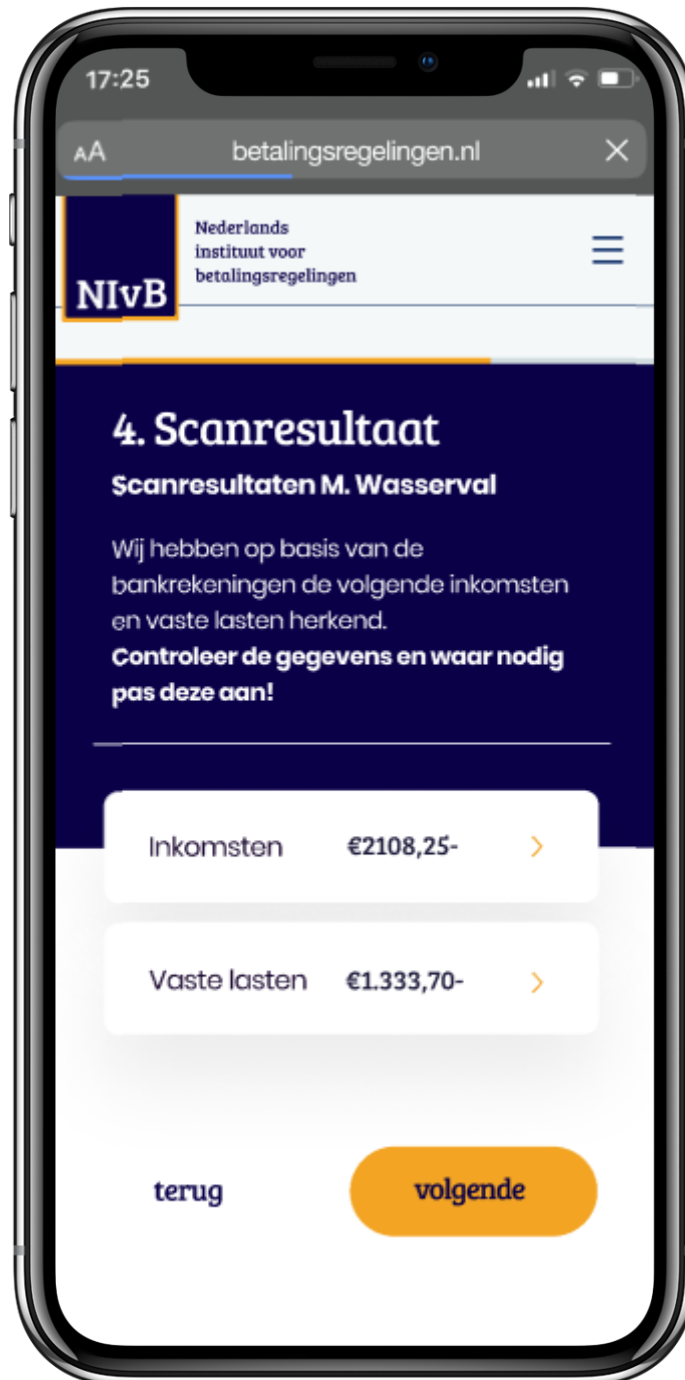 17:25
AA betalingsregelingen.nl
Nederlands
instituut voor
betalingsregelingen
NIvB
4. Scanresultaat
Scanresultaten M. Wasserval
Wij hebben op basis van de
bankrekeningen de volgende inkomsten
en vaste lasten herkend.
Controleer de gegevens en waar nodig
pas deze aan!
Inkomsten €2108,25-
Vaste lasten €1.333,70-
terug volgende